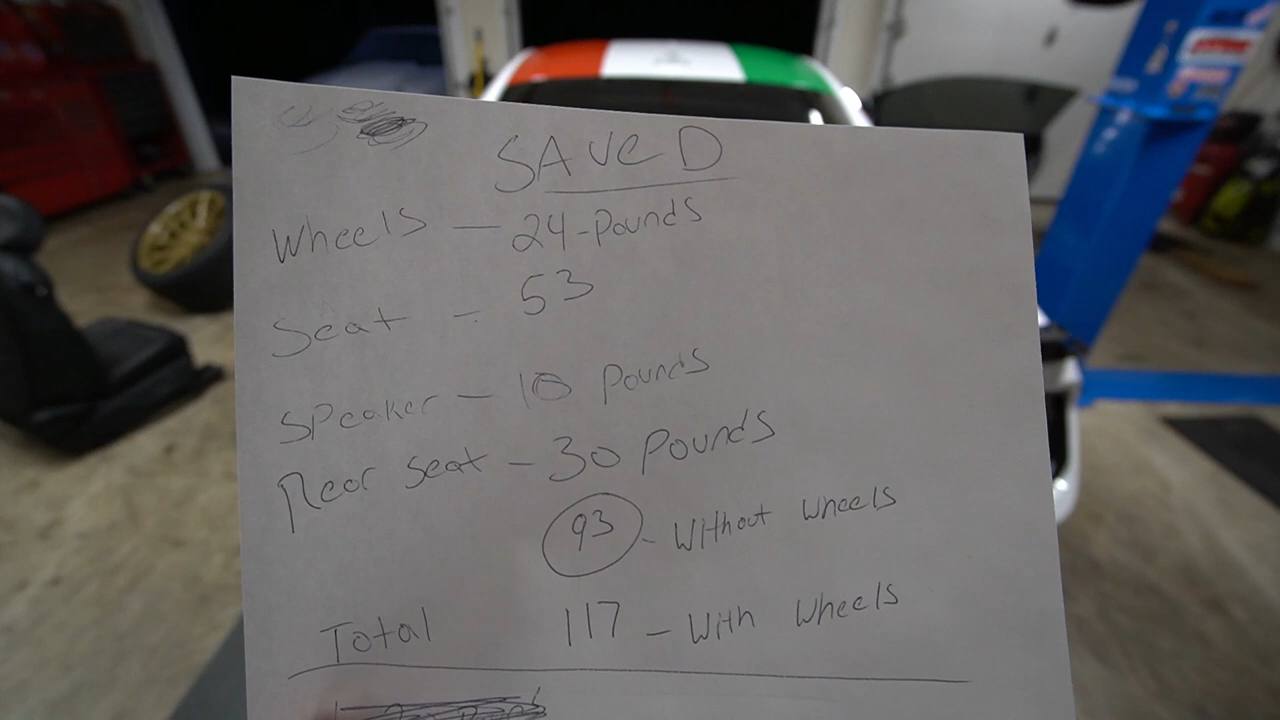 SAVED
Wheels - 24-Pounds
Seat - 53
Speaker - 10 Pounds
Rear seat - 30 Pounds
93 - Without wheels
Total 117 - With Wheels